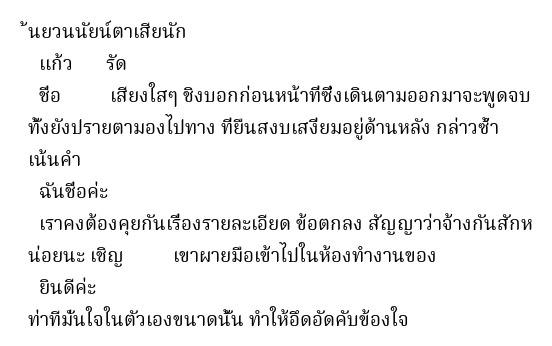 ้นยวนนัยน์ตาเสียนัก
แก้ว รัด
ชื่อ เสียงใสๆ ชิงบอกก่อนหน้าที่ซึ่งเดินตามออกมาจะพูดจบ
ทั้งยังปรายตามองไปทาง ที่ยืนสงบเสงี่ยมอยู่ด้านหลัง กล่าวซ้ำ
เน้นคำ
ฉันชื่อค่ะ
เราคงต้องคุยกันเรื่องรายละเอียด ข้อตกลง สัญญาว่าจ้างกันสักห
น่อยนะ เชิญ เขาผายมือเข้าไปในห้องทำงานของ
ยินดีค่ะ
ท่าทีมั่นใจในตัวเองขนาดนั้น ทำให้อึดอัดคับข้องใจ